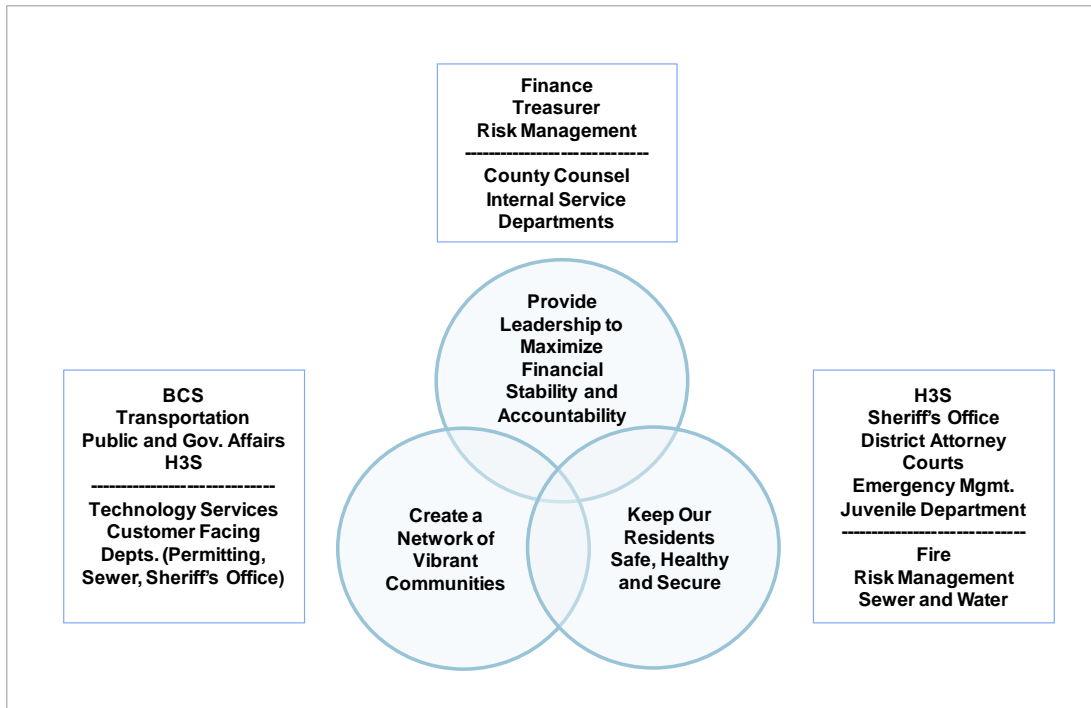 Finance
Treasurer
Risk Management
--------------------------------
County Counsel
Internal Service
Departments
Provide
Leadership to
Maximize
Financial
Stability and
Accountability
BCS
Transportation
Public and Gov. Affairs
H3S
--------------------------------
Technology Services
Customer Facing
Depts. (Permitting,
Sewer, Sheriff's Office)
Create a
Network of
Vibrant
Communities
Keep Our
Residents
Safe, Healthy
and Secure
H3S
Sheriff's Office
District Attorney
Courts
Emergency Mgmt.
Juvenile Department
--------------------------------
Fire
Risk Management
Sewer and Water